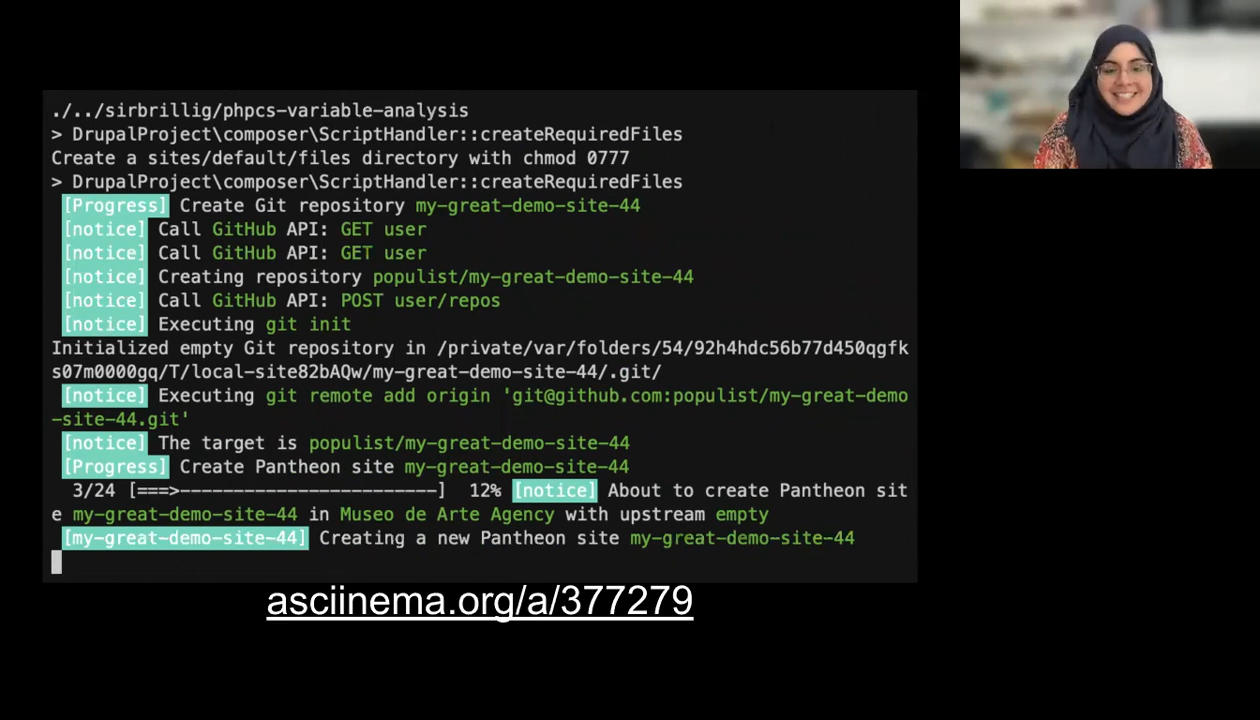 ./../sirbrillig/phpcs-variable-analysis
> DrupalProject\composer\ScriptHandler::createRequiredFiles
Create a sites/default/files directory with chmod 0777
> DrupalProject\composer\ScriptHandler::createRequiredFiles
[Progress] Create Git repository my-great-demo-site-44
[notice] Call GitHub API: GET user
[notice] Call GitHub API: GET user
[notice] Creating repository populist/my-great-demo-site-44
[notice] Call GitHub API: POST user/repos
[notice] Executing git init
Initialized empty Git repository in /private/var/folders/54/92h4hdc56b77d450qgfk
s07m0000gq/T/local-site82bAQw/my-great-demo-site-44/.git/
[notice] Executing git remote add origin 'git@github.com:populist/my-great-demo
-site-44.git'
[notice] The target is populist/my-great-demo-site-44
[Progress] Create Pantheon site my-great-demo-site-44
3/24 [===>------------------------] 12% [notice] About to create Pantheon sit
e my-great-demo-site-44 in Museo de Arte Agency with upstream empty
[my-great-demo-site-44] Creating a new Pantheon site my-great-demo-site-44
asciinema.org/a/377279